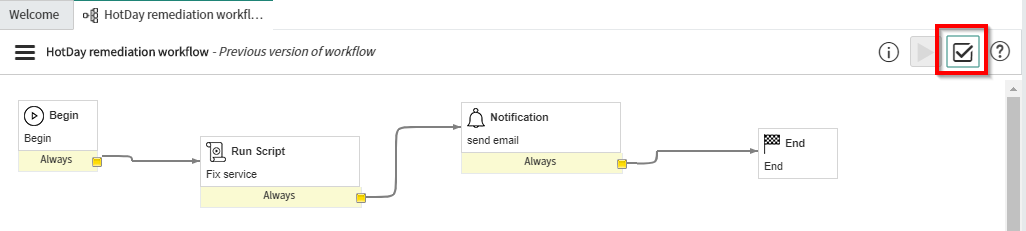 Welcome
HotDay remediation workfl...
HotDay remediation workflow - Previous version of workflow
Begin
Begin
Always
Run Script
Fix service
Always
Notification
send email
Always
End
End